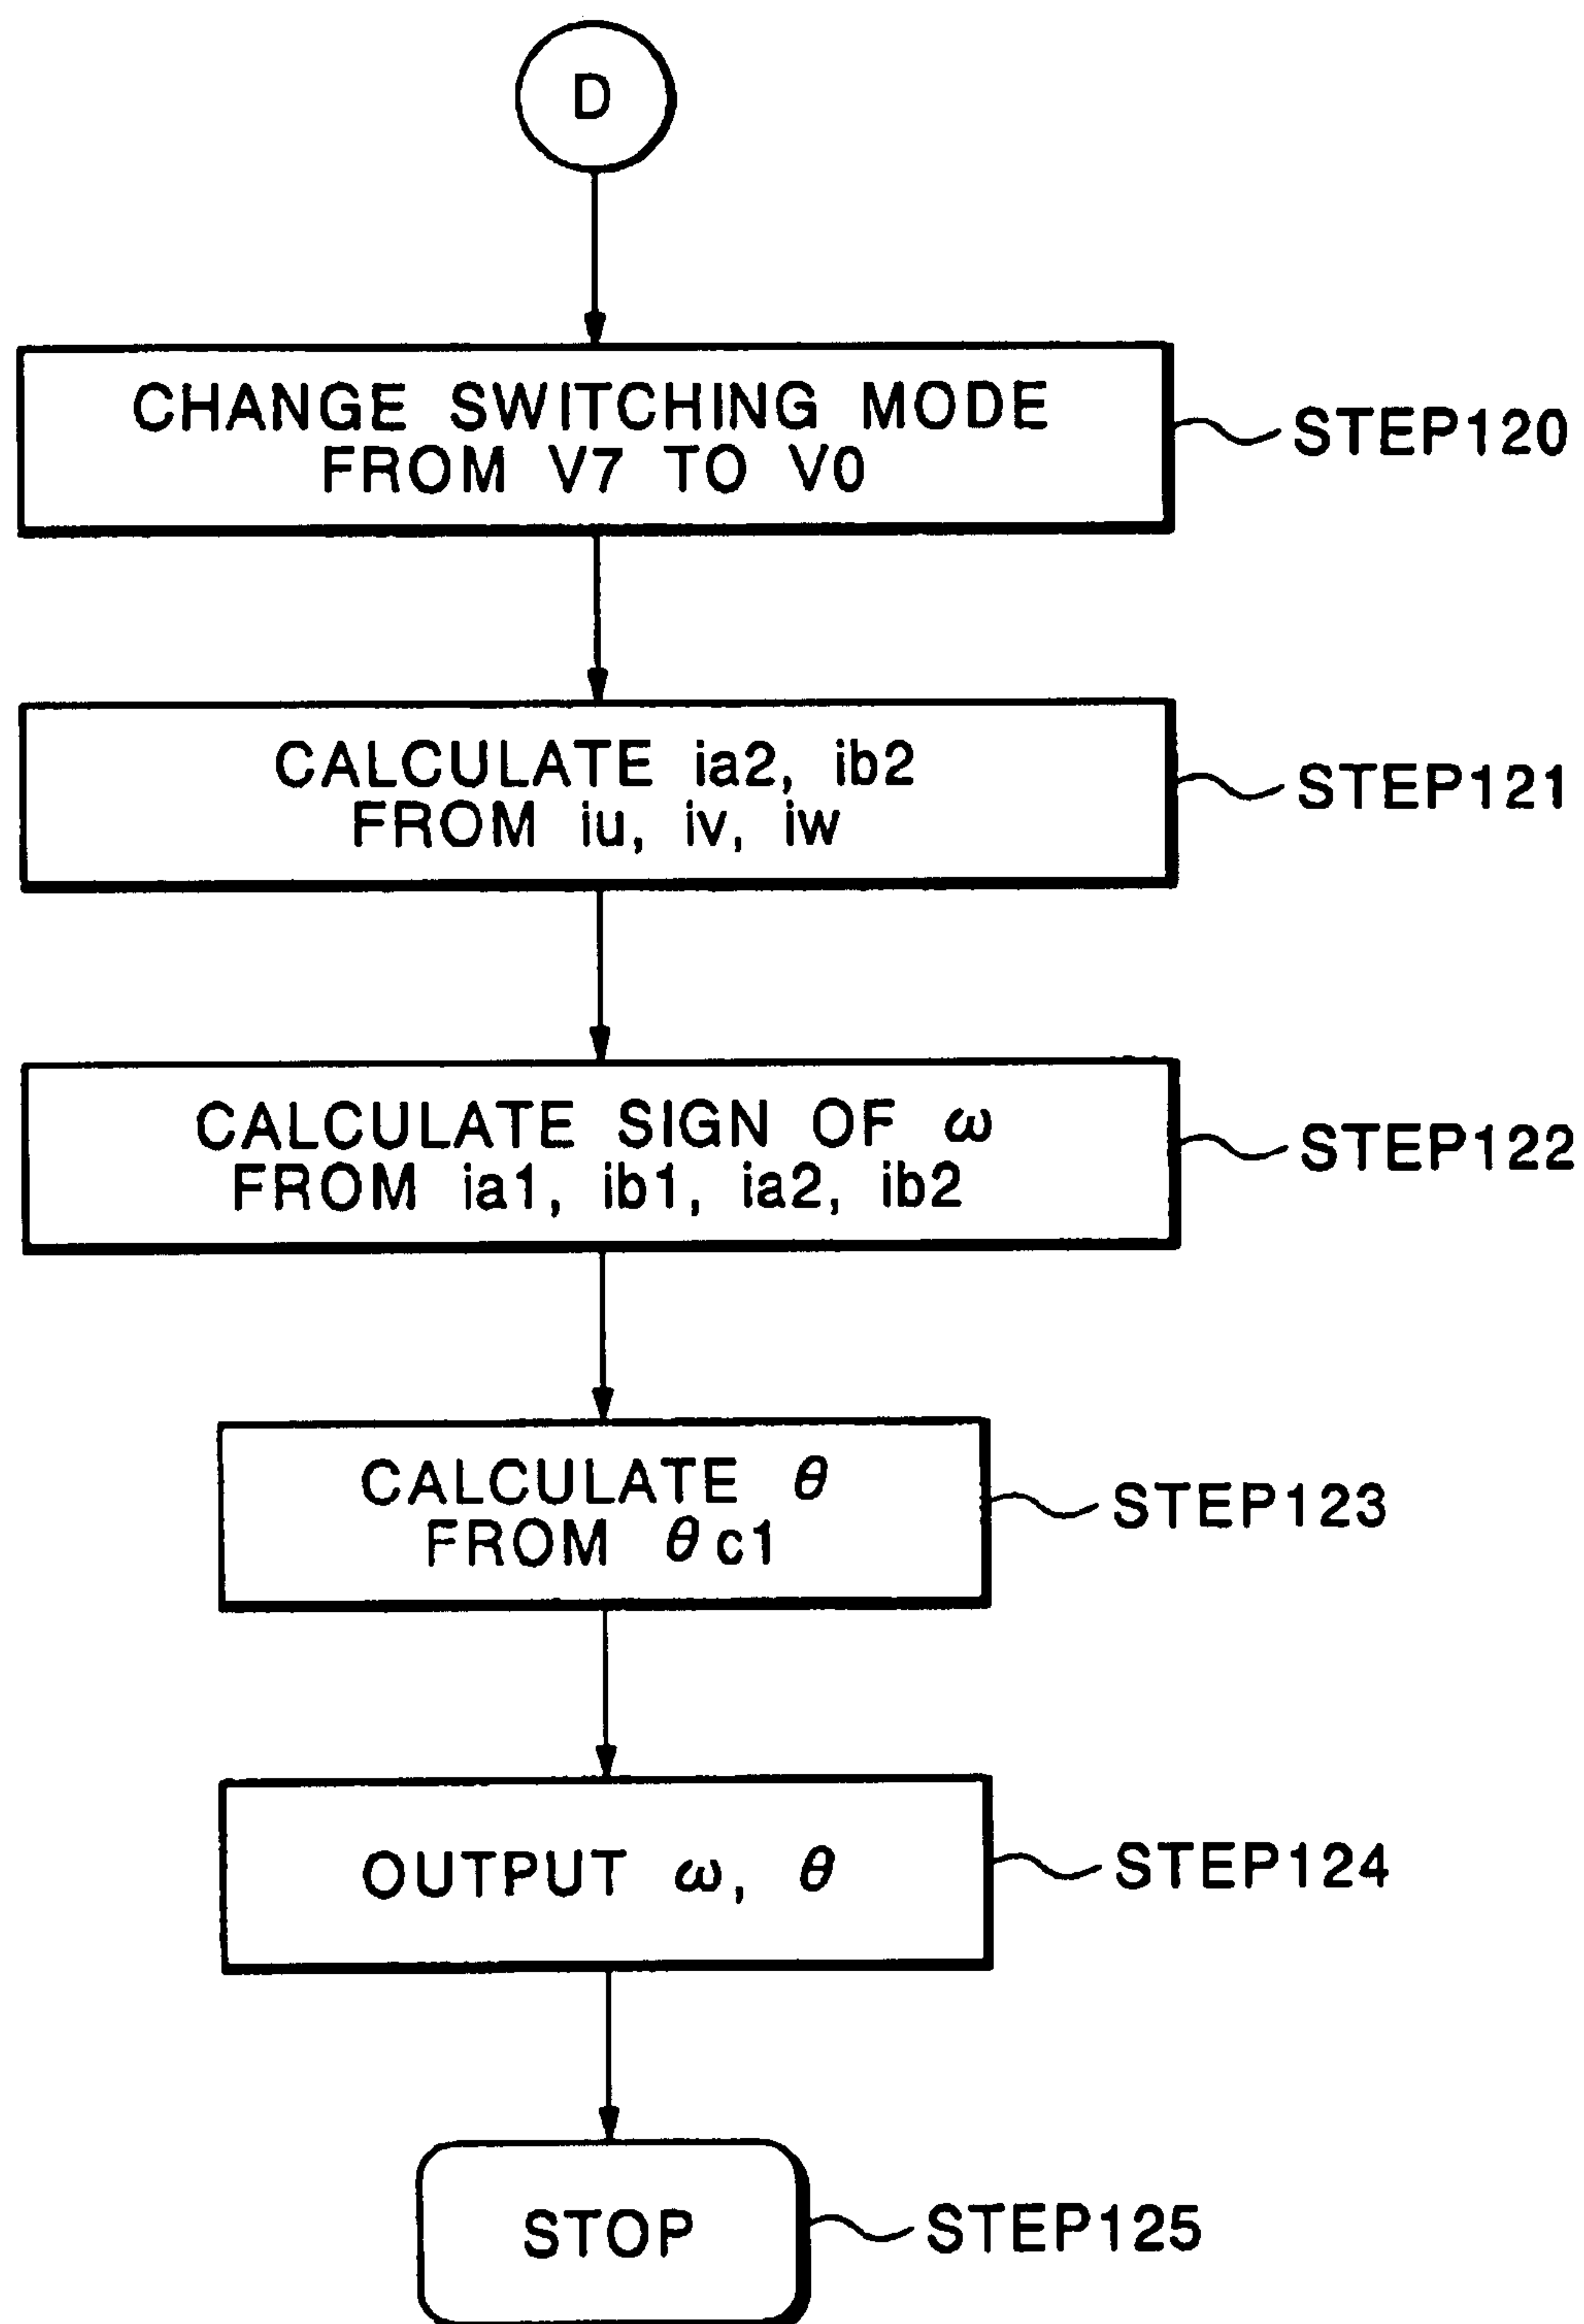 D
CHANGE SWITCHING MODE
FROM V7 TO V0
STEP120
CALCULATE ia2, ib2
FROM iu, iv, iw
STEP121
CALCULATE SIGN OF ω
FROM ia1, ib1, ia2, ib2
STEP122
CALCULATE θ
FROM θc1
STEP123
OUTPUT ω, θ
STEP124
STOP
STEP125